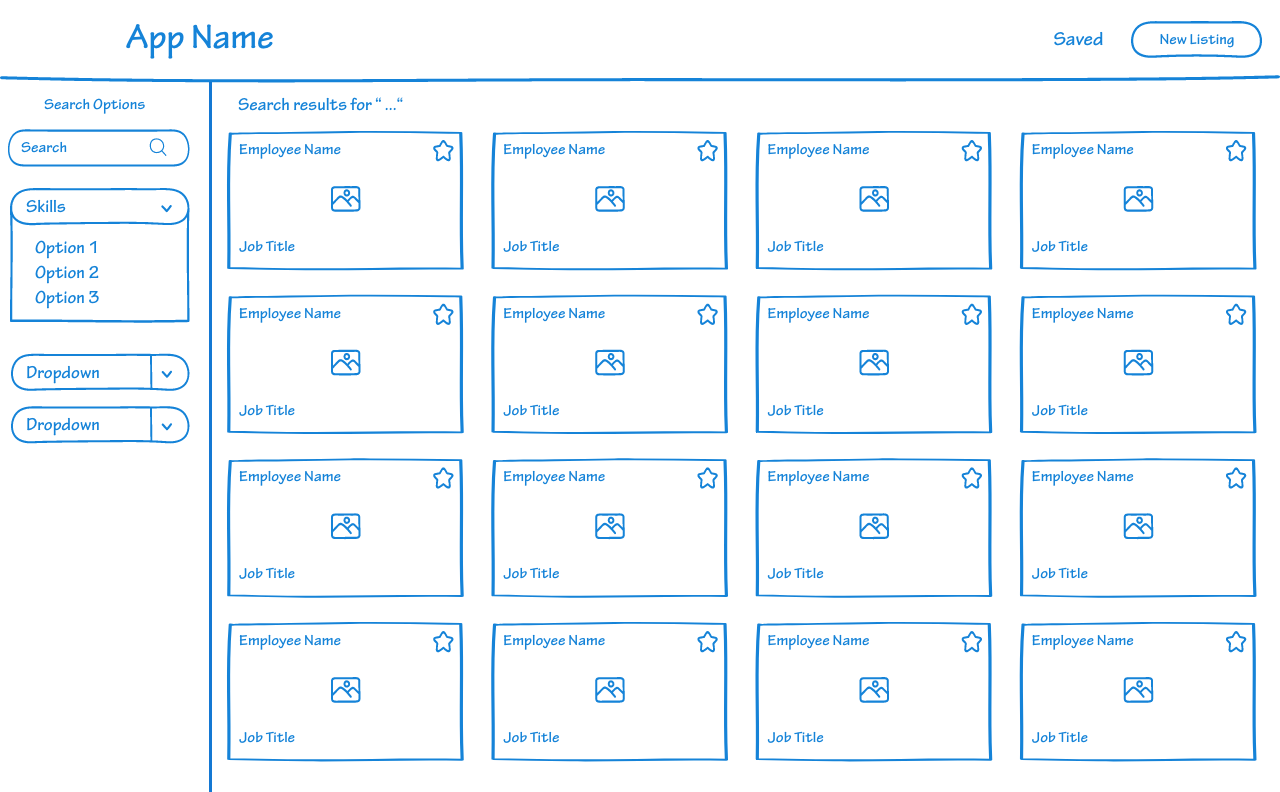 App Name
Saved
New Listing
Search Options
Search
Skills
Option 1
Option 2
Option 3
Dropdown
Dropdown
Search results for “ ...“
Employee Name
Job Title
Employee Name
Job Title
Employee Name
Job Title
Employee Name
Job Title
Employee Name
Job Title
Employee Name
Job Title
Employee Name
Job Title
Employee Name
Job Title
Employee Name
Job Title
Employee Name
Job Title
Employee Name
Job Title
Employee Name
Job Title
Employee Name
Job Title
Employee Name
Job Title
Employee Name
Job Title
Employee Name
Job Title